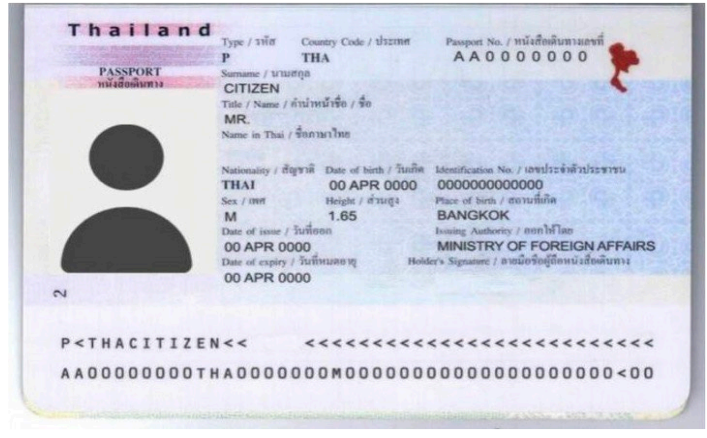 Thailand
PASSPORT
หนังสือเดินทาง
Type / รหัส Country Code / ประเทศ Passport No. / หนังสือเดินทางเลขที่
P THA AA0000000
Surname / นามสกุล
CITIZEN
Title / Name / คำนำหน้าชื่อ / ชื่อ
MR.
Name in Thai / ชื่อภาษาไทย
Nationality / สัญชาติ Date of birth / วันเกิด Identification No. / เลขประจำตัวประชาชน
THAI 00 APR 0000 0000000000000
Sex / เพศ Height / ส่วนสูง Place of birth / สถานที่เกิด
M 1.65 BANGKOK
Date of issue / วันที่ออก Issuing Authority / ออกให้โดย
00 APR 0000 MINISTRY OF FOREIGN AFFAIRS
Date of expiry / วันที่หมดอายุ Holder's Signature / ลายมือชื่อผู้ถือหนังสือเดินทาง
00 APR 0000
2
P<THACITIZEN<< <<<<<<<<<<<<<<<<<<<<<<<<<<
AA00000000THA0000000M00000000000000000000<00